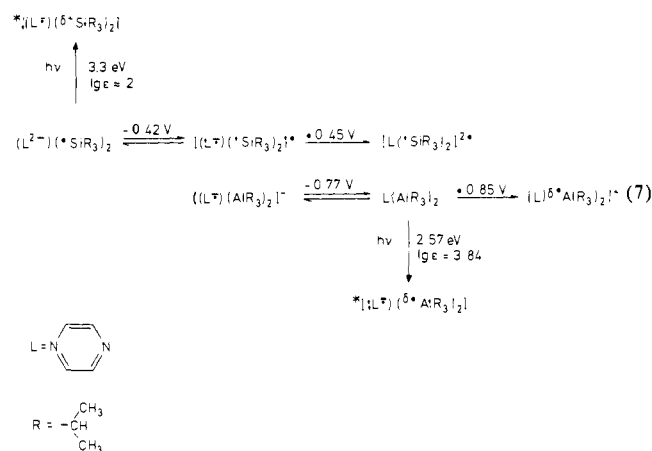 *[(L⨪)(δ+SiR3)2]
hν 3.3 eV
lg ε ≈ 2
(L2−)(+SiR3)2 -0.42 V [(L⨪)(+SiR3)2]+ +0.45 V [L(+SiR3)2]2+
[(L⨪)(AlR3)2]− -0.77 V L(AlR3)2 +0.85 V [(L)δ+AlR3)2]+ (7)
hν 2.57 eV
lg ε = 3.84
*[(L⨪)(δ+AlR3)2]
L = N N
R = -CH
CH3
CH3